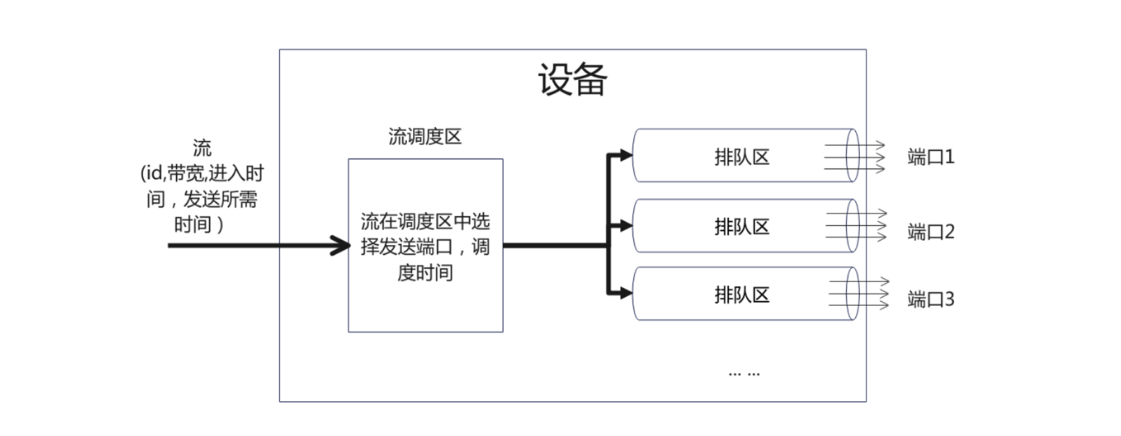 设备
流调度区
流
(id,带宽,进入时
间，发送所需
时间）
流在调度区中选
择发送端口，调
度时间
排队区
端口1
排队区
端口2
排队区
端口3
... ...